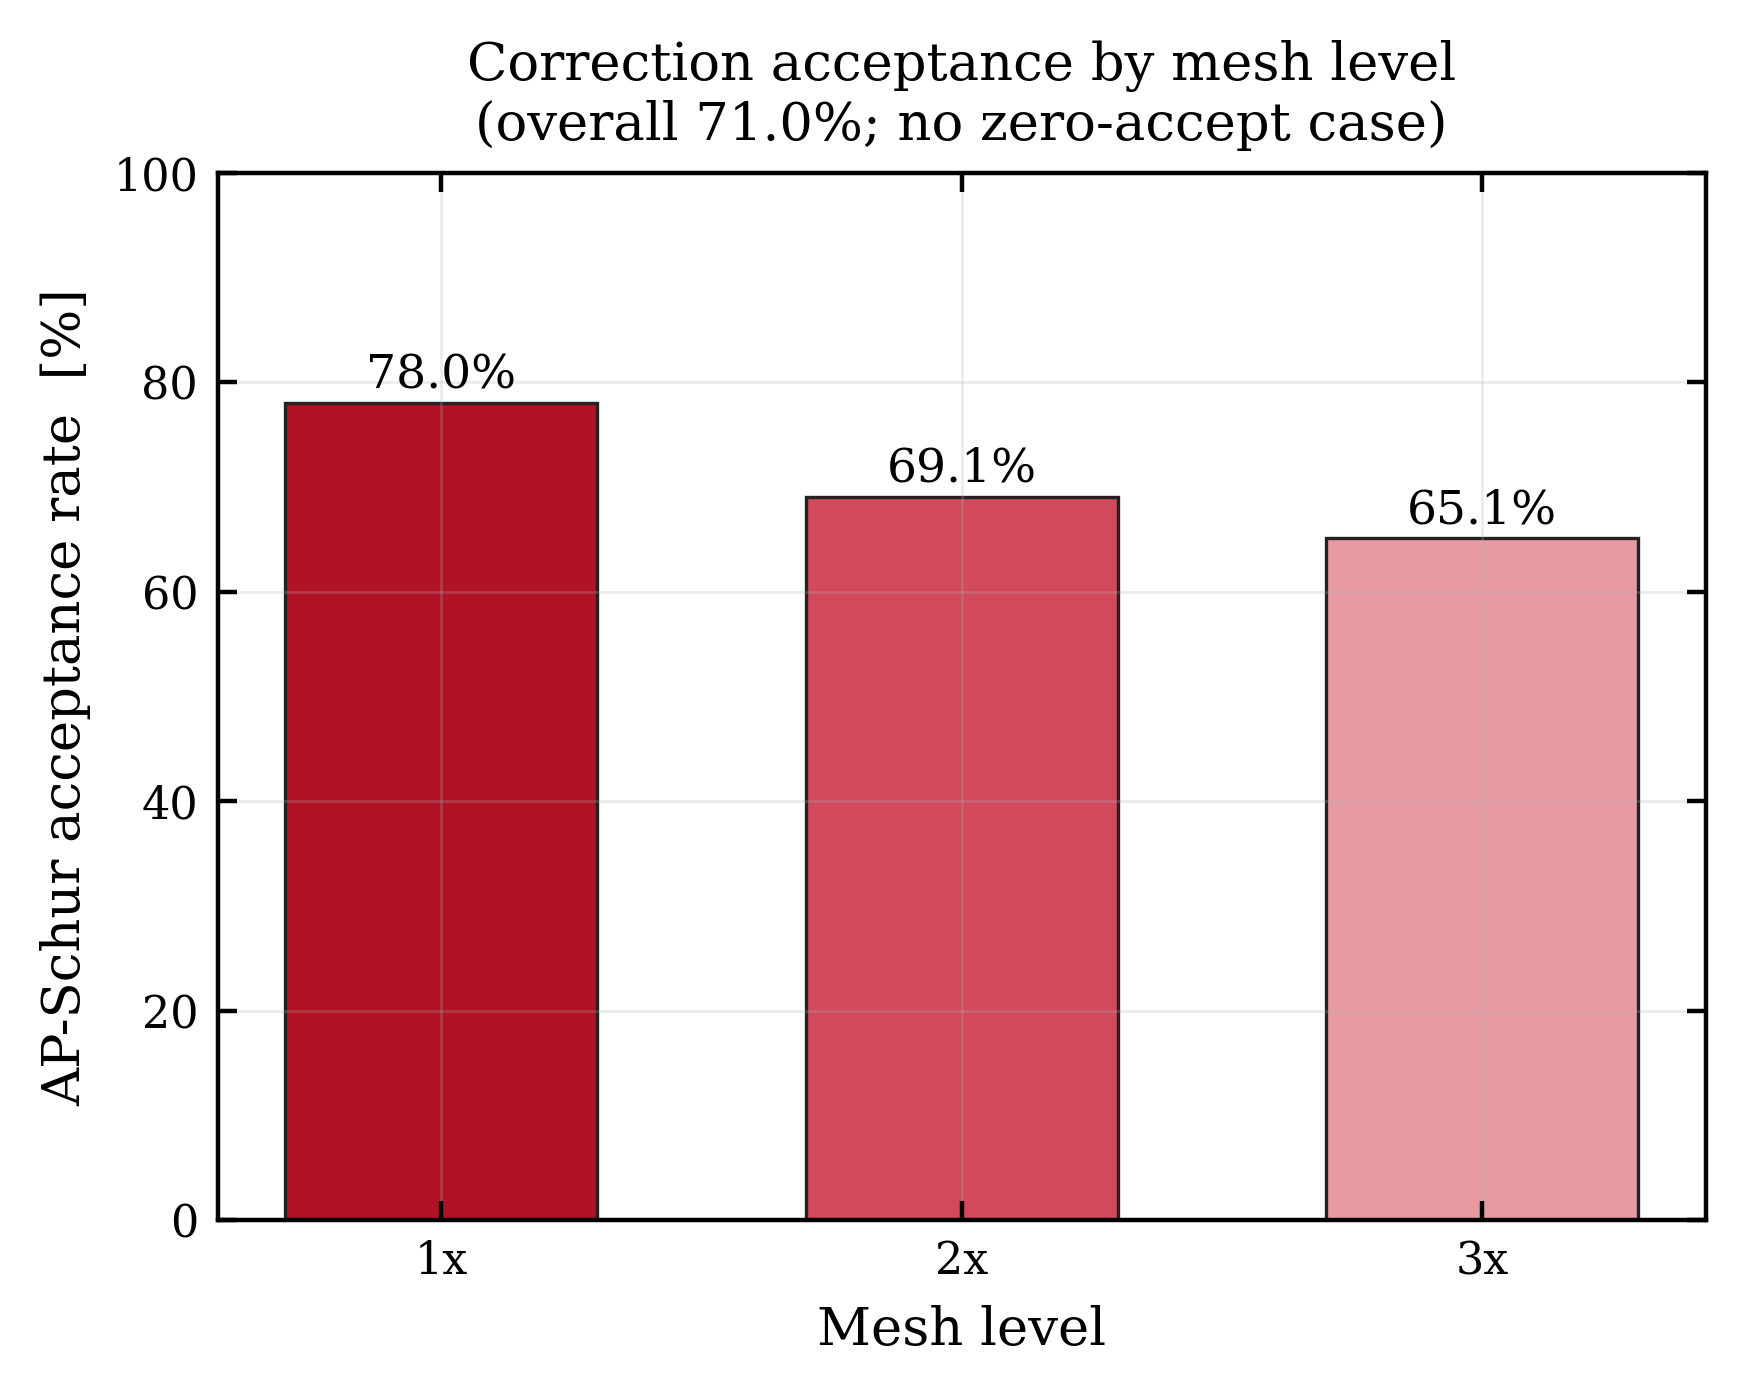 Correction acceptance by mesh level
(overall 71.0%; no zero-accept case)
AP-Schur acceptance rate [%]
100
80
60
40
20
0
78.0%
69.1%
65.1%
1x
2x
3x
Mesh level